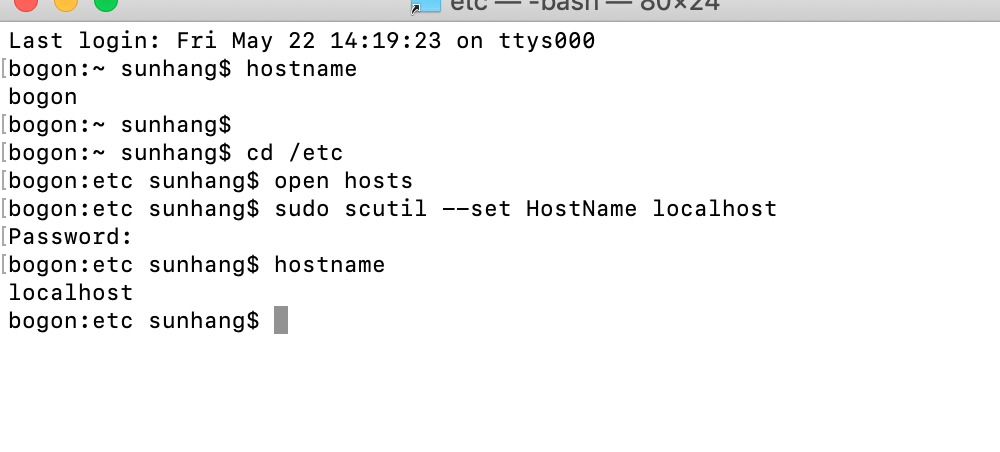 etc — -bash — 80×24
Last login: Fri May 22 14:19:23 on ttys000
[bogon:~ sunhang$ hostname
bogon
[bogon:~ sunhang$
[bogon:~ sunhang$ cd /etc
[bogon:etc sunhang$ open hosts
[bogon:etc sunhang$ sudo scutil --set HostName localhost
[Password:
[bogon:etc sunhang$ hostname
localhost
bogon:etc sunhang$